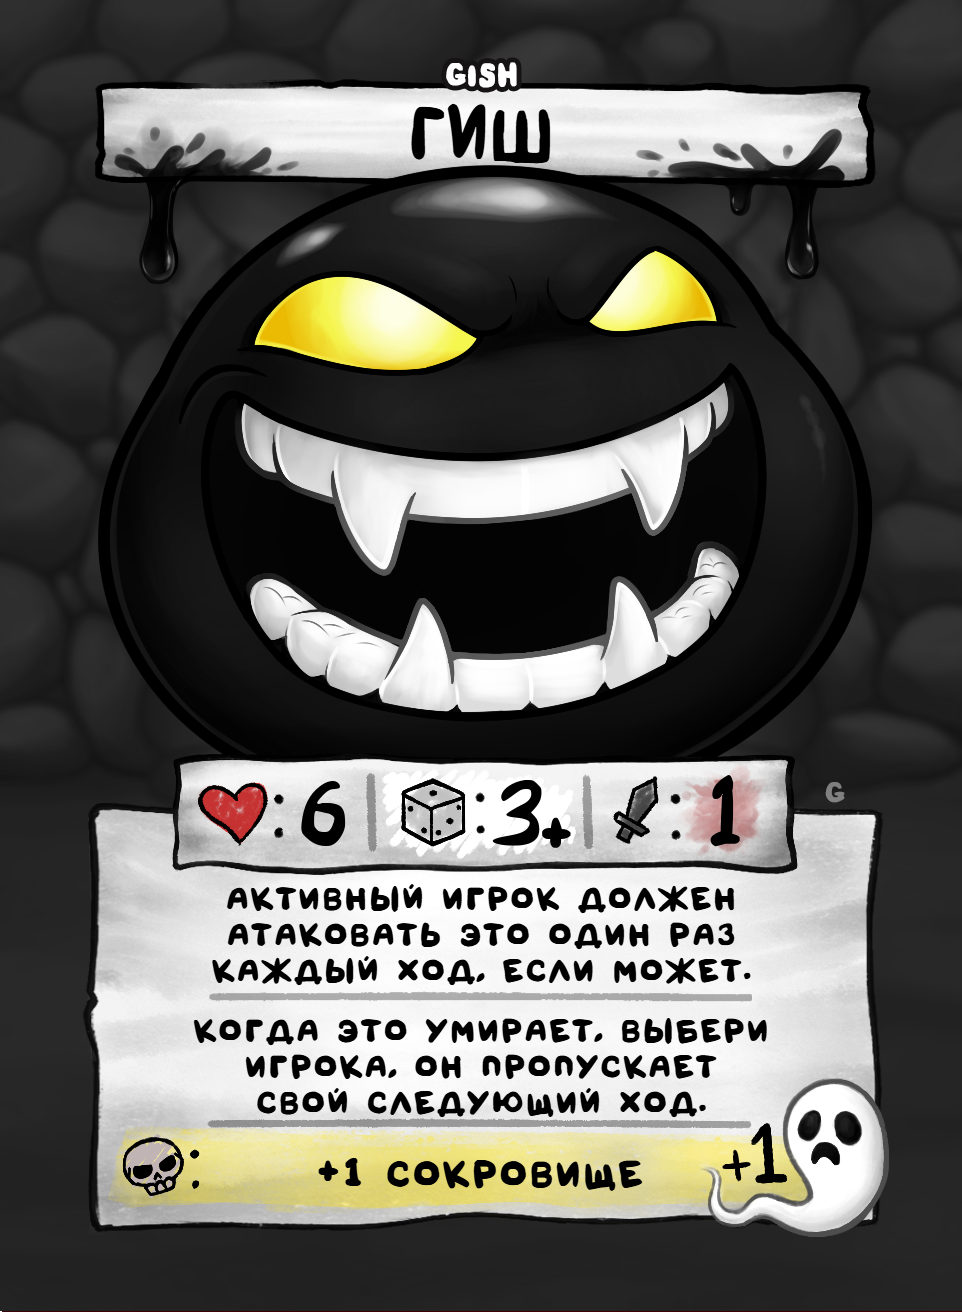 GISH
ГИШ
6 : 3+ : 1
G
АКТИВНЫЙ ИГРОК ДОЛЖЕН
АТАКОВАТЬ ЭТО ОДИН РАЗ
КАЖДЫЙ ХОД, ЕСЛИ МОЖЕТ.
КОГДА ЭТО УМИРАЕТ, ВЫБЕРИ
ИГРОКА, ОН ПРОПУСКАЕТ
СВОЙ СЛЕДУЮЩИЙ ХОД.
: +1 СОКРОВИЩЕ +1